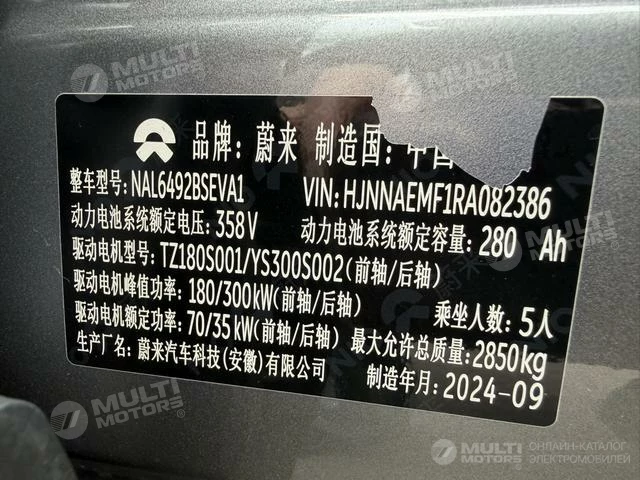 MULTI MOTORS
品牌: 蔚来 制造国: 中国
整车型号: NAL6492BSEVA1 VIN: HJNNAEMF1RA082386
动力电池系统额定电压: 358V 动力电池系统额定容量: 280 Ah
驱动电机型号: TZ180S001/YS300S002(前轴/后轴)
驱动电机峰值功率: 180/300kW(前轴/后轴) 乘坐人数: 5人
驱动电机额定功率: 70/35kW(前轴/后轴) 最大允许总质量: 2850kg
生产厂名: 蔚来汽车科技(安徽)有限公司 制造年月: 2024-09
MULTI MOTORS
MULTI MOTORS
ОНЛАЙН-КАТАЛОГ
ЭЛЕКТРОМОБИЛЕЙ